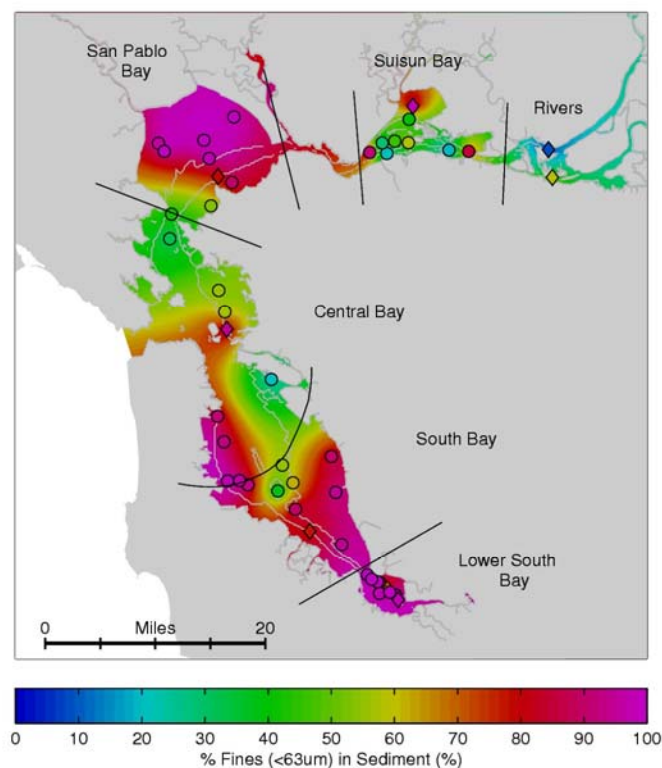 San Pablo
Bay
Suisun Bay
Rivers
Central Bay
South Bay
Lower South
Bay
0 Miles 20
0 10 20 30 40 50 60 70 80 90 100
% Fines (<63um) in Sediment (%)